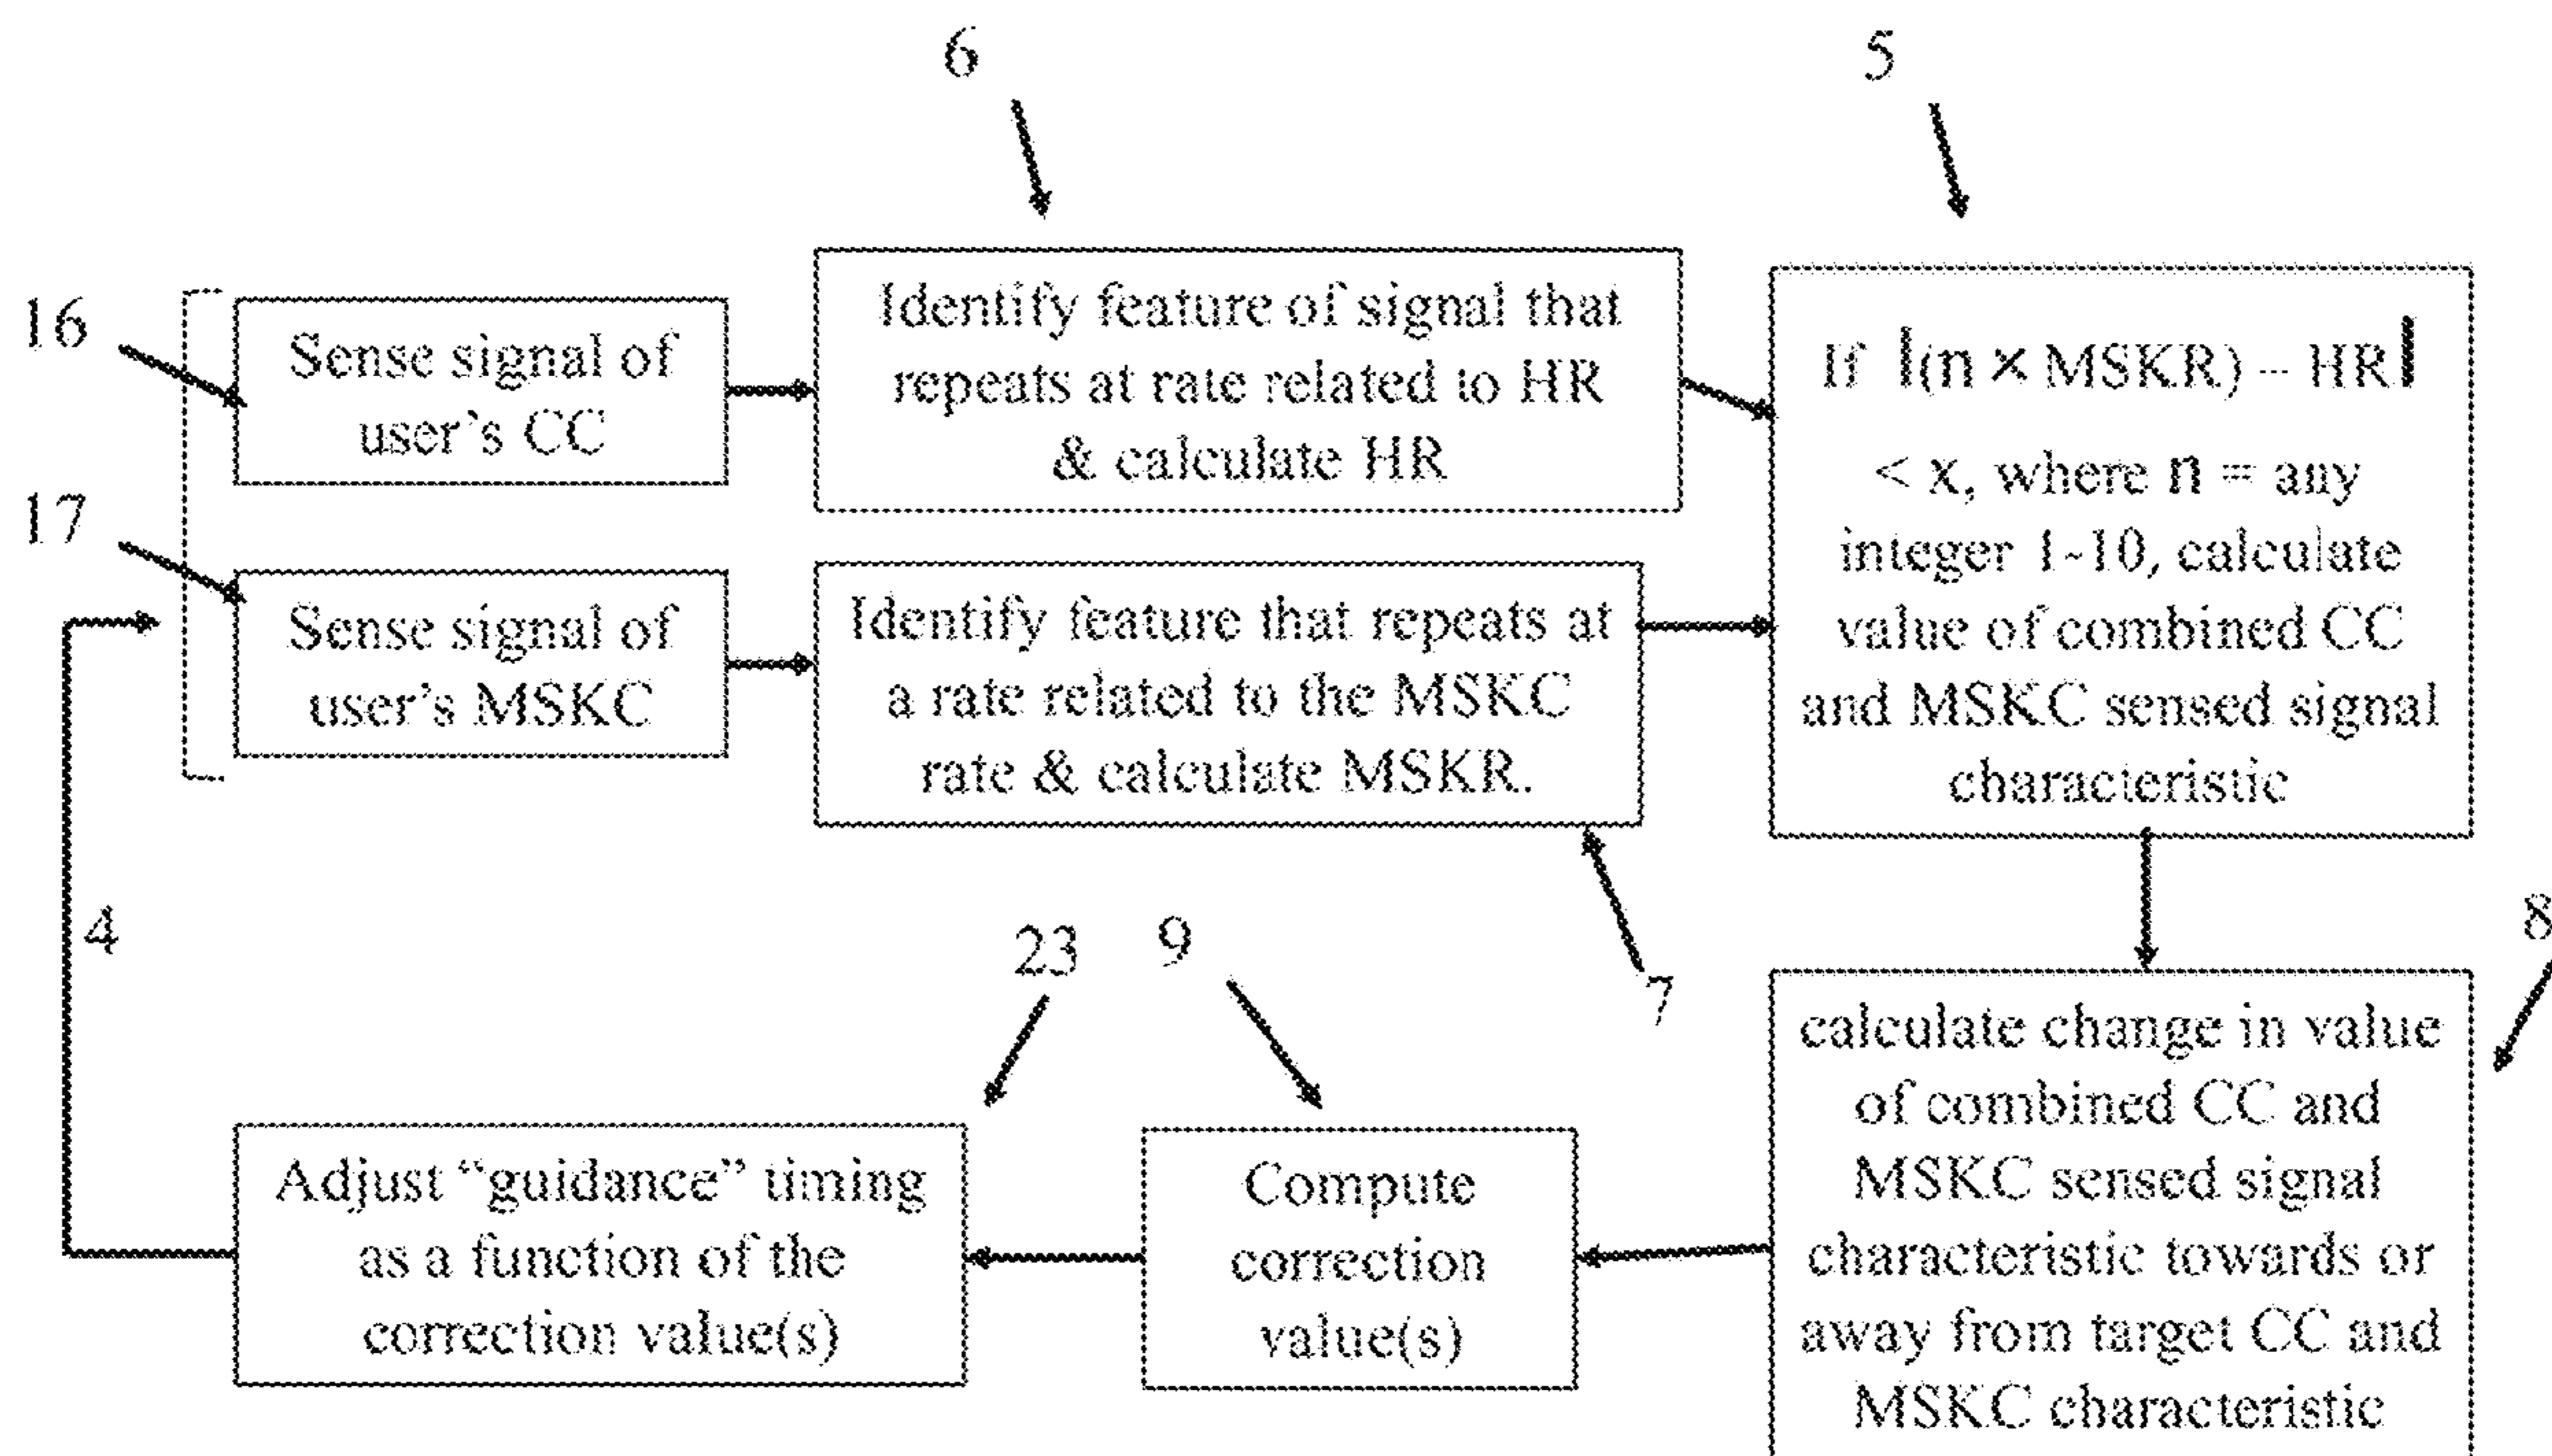 6
5
16
Sense signal of
user's CC
Identify feature of signal that
repeats at rate related to HR
& calculate HR
If |(n × MSKR) – HR|
< x, where n = any
integer 1-10, calculate
value of combined CC
and MSKC sensed signal
characteristic
17
Sense signal of
user's MSKC
Identify feature that repeats at
a rate related to the MSKC
rate & calculate MSKR.
4
23
9
7
8
calculate change in value
of combined CC and
MSKC sensed signal
characteristic towards or
away from target CC and
MSKC characteristic
Compute
correction
value(s)
Adjust “guidance” timing
as a function of the
correction value(s)